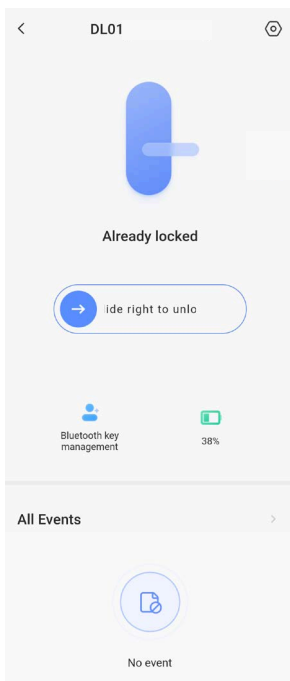 DL01
Already locked
ide right to unlo
Bluetooth key
management
38%
All Events
No event